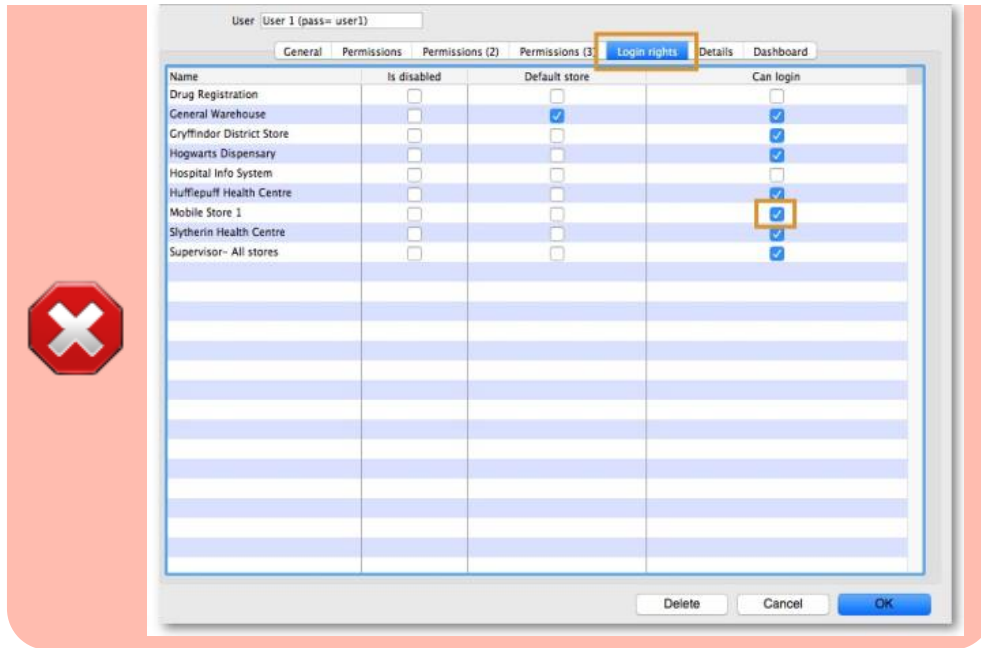 User User 1 (pass= user1)
General Permissions Permissions (2) Permissions (3) Login rights Details Dashboard
Name Is disabled Default store Can login
Drug Registration
General Warehouse
Gryffindor District Store
Hogwarts Dispensary
Hospital Info System
Hufflepuff Health Centre
Mobile Store 1
Slytherin Health Centre
Supervisor- All stores
Delete Cancel OK